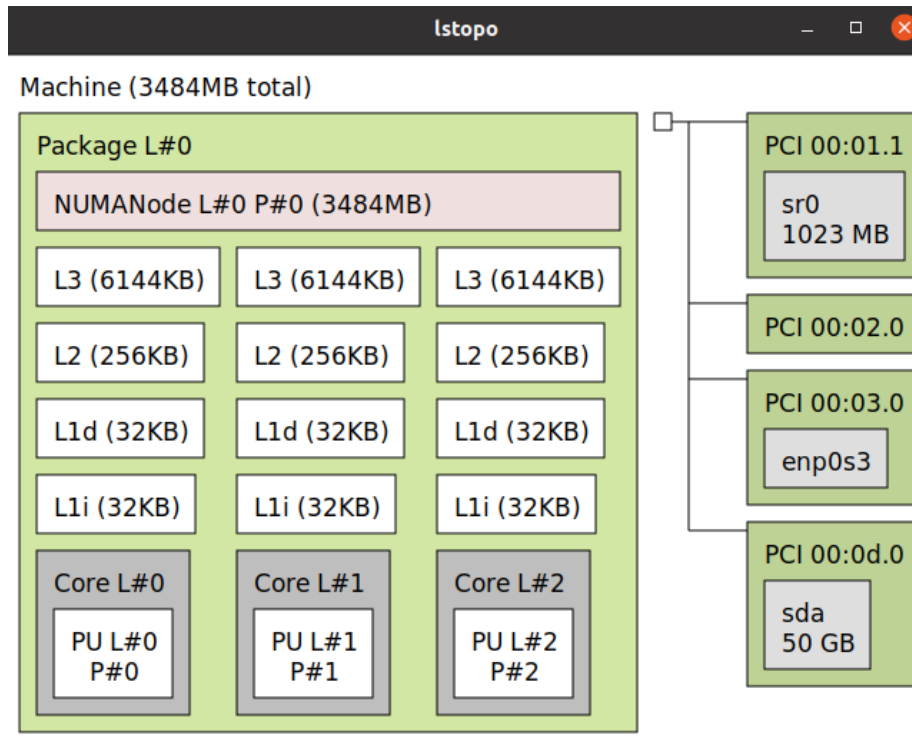 lstopo
Machine (3484MB total)
Package L#0
NUMANode L#0 P#0 (3484MB)
L3 (6144KB)
L3 (6144KB)
L3 (6144KB)
L2 (256KB)
L2 (256KB)
L2 (256KB)
L1d (32KB)
L1d (32KB)
L1d (32KB)
L1i (32KB)
L1i (32KB)
L1i (32KB)
Core L#0
PU L#0
P#0
Core L#1
PU L#1
P#1
Core L#2
PU L#2
P#2
PCI 00:01.1
sr0
1023 MB
PCI 00:02.0
PCI 00:03.0
enp0s3
PCI 00:0d.0
sda
50 GB